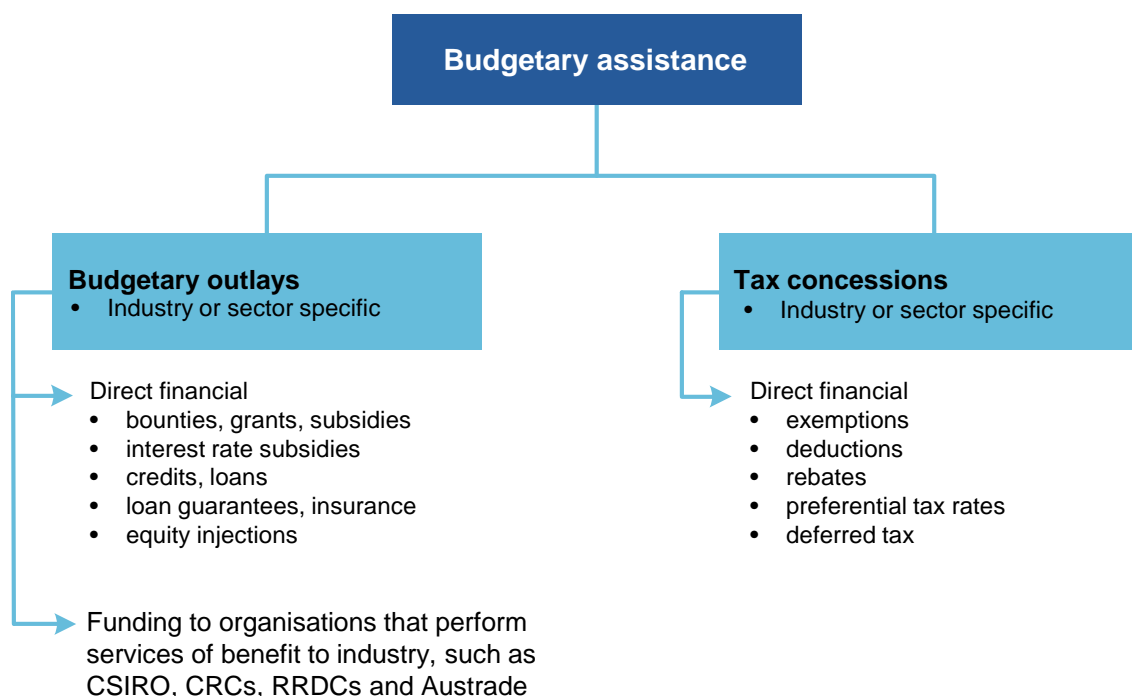 Budgetary assistance
Budgetary outlays
• Industry or sector specific
Direct financial
• bounties, grants, subsidies
• interest rate subsidies
• credits, loans
• loan guarantees, insurance
• equity injections
Funding to organisations that perform
services of benefit to industry, such as
CSIRO, CRCs, RRDCs and Austrade
Tax concessions
• Industry or sector specific
Direct financial
• exemptions
• deductions
• rebates
• preferential tax rates
• deferred tax